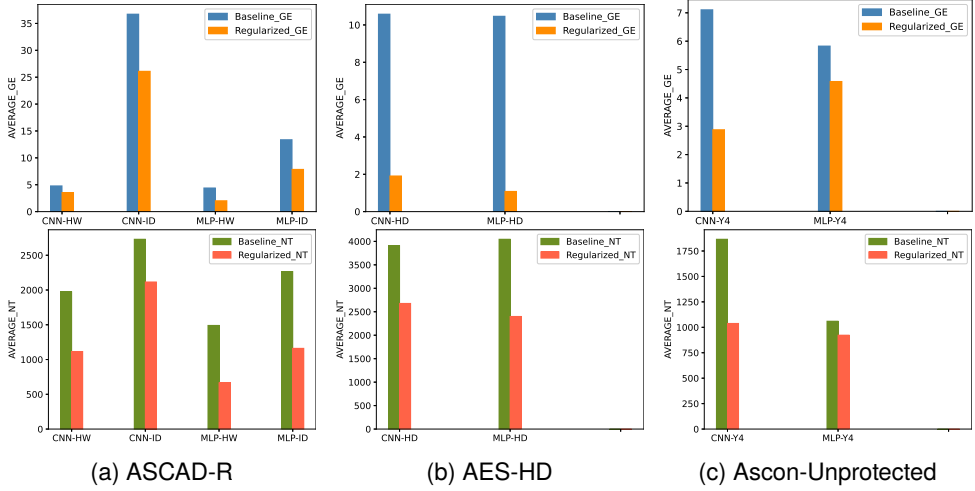 35
30
25
20
15
10
5
0
AVERAGE_GE
Baseline_GE
Regularized_GE
CNN-HW CNN-ID MLP-HW MLP-ID
10
8
6
4
2
0
AVERAGE_GE
Baseline_GE
Regularized_GE
CNN-HD MLP-HD
7
6
5
4
3
2
1
0
AVERAGE_GE
Baseline_GE
Regularized_GE
CNN-Y4 MLP-Y4
2500
2000
1500
1000
500
0
AVERAGE_NT
Baseline_NT
Regularized_NT
CNN-HW CNN-ID MLP-HW MLP-ID
4000
3500
3000
2500
2000
1500
1000
500
0
AVERAGE_NT
Baseline_NT
Regularized_NT
CNN-HD MLP-HD
1750
1500
1250
1000
750
500
250
0
AVERAGE_NT
Baseline_NT
Regularized_NT
CNN-Y4 MLP-Y4
(a) ASCAD-R
(b) AES-HD
(c) Ascon-Unprotected